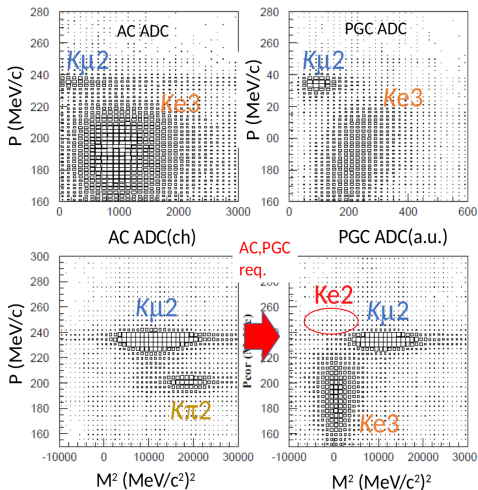 AC ADC
Kμ2
Ke3
P (MeV/c)
280
260
240
220
200
180
160
0
1000
2000
3000
AC ADC(ch)
PGC ADC
Kμ2
Ke3
P (MeV/c)
280
260
240
220
00
180
160
0
200
400
600
PGC ADC(a.u.)
AC,PGC
req.
Kμ2
Kπ2
P (MeV/c)
280
260
240
220
200
180
160
-10000
0
10000
20000
30000
M² (MeV/c²)²
Ke2
Kμ2
Ke3
Pcor (MeV/c)
280
260
220
200
180
160
-10000
0
10000
20000
30000
M² (MeV/c²)²